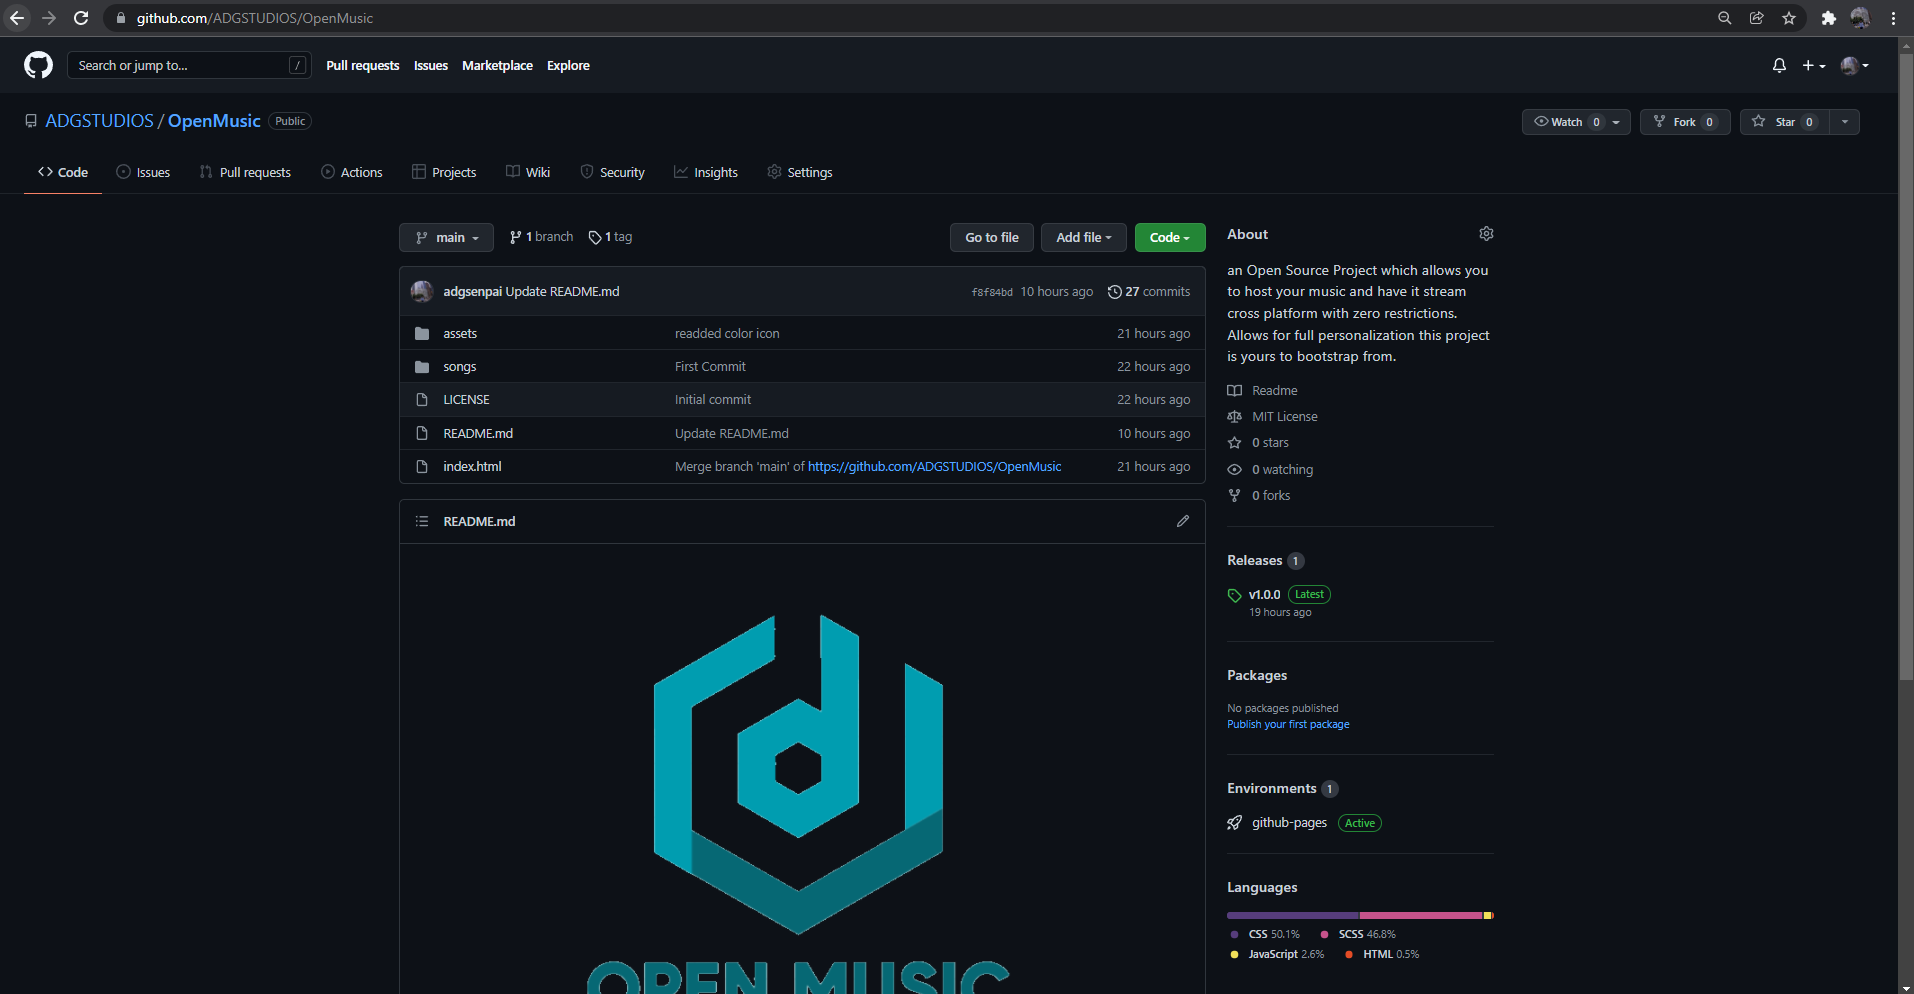 github.com/ADGSTUDIOS/OpenMusic
Search or jump to... /
Pull requests Issues Marketplace Explore
ADGSTUDIOS / OpenMusic Public
Watch 0 Fork 0 Star 0
Code Issues Pull requests Actions Projects Wiki Security Insights Settings
main 1 branch 1 tag
Go to file Add file Code
adgsenpai Update README.md f8f84bd 10 hours ago 27 commits
assets readded color icon 21 hours ago
songs First Commit 22 hours ago
LICENSE Initial commit 22 hours ago
README.md Update README.md 10 hours ago
index.html Merge branch 'main' of https://github.com/ADGSTUDIOS/OpenMusic 21 hours ago
README.md
OPEN MUSIC
About
an Open Source Project which allows you
to host your music and have it stream
cross platform with zero restrictions.
Allows for full personalization this project
is yours to bootstrap from.
Readme
MIT License
0 stars
0 watching
0 forks
Releases 1
v1.0.0 Latest
19 hours ago
Packages
No packages published
Publish your first package
Environments 1
github-pages Active
Languages
CSS 50.1% SCSS 46.8%
JavaScript 2.6% HTML 0.5%